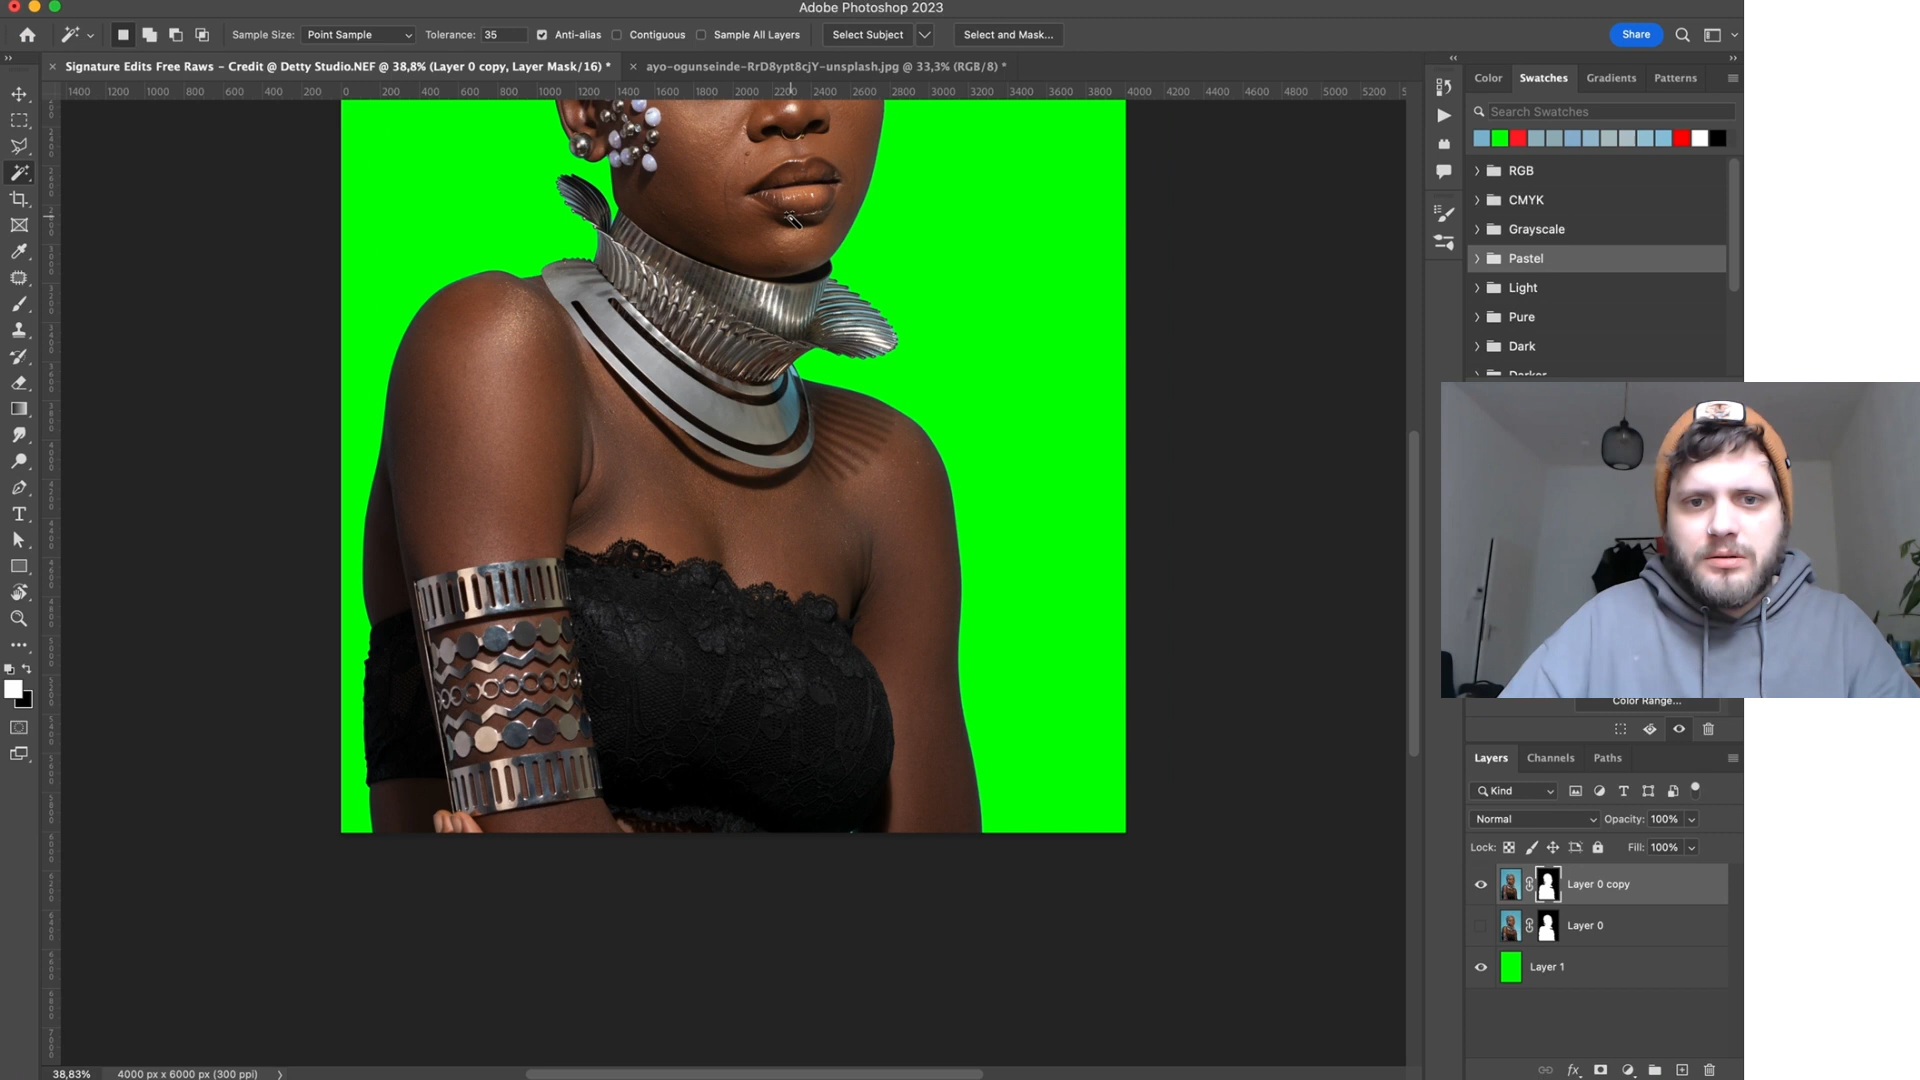 Adobe Photoshop 2023
Sample Size: Point Sample Tolerance: 35 Anti-alias Contiguous Sample All Layers Select Subject Select and Mask... Share
Signature Edits Free Raws - Credit @ Detty Studio.NEF @ 38,8% (Layer 0 copy, Layer Mask/16) * ayo-ogunseinde-RrD8ypt8cjY-unsplash.jpg @ 33,3% (RGB/8) *
1400 1200 1000 800 600 400 200 0 200 400 600 800 1000 1200 1400 1600 1800 2000 2200 2400 2600 2800 3000 3200 3400 3600 3800 4000 4200 4400 4600 4800 5000 5200
Color Swatches Gradients Patterns
Search Swatches
RGB
CMYK
Grayscale
Pastel
Light
Pure
Dark
Darker
Color Range...
Layers Channels Paths
Kind
Normal Opacity: 100%
Lock: Fill: 100%
Layer 0 copy
Layer 0
Layer 1
38,83% 4000 px x 6000 px (300 ppi)